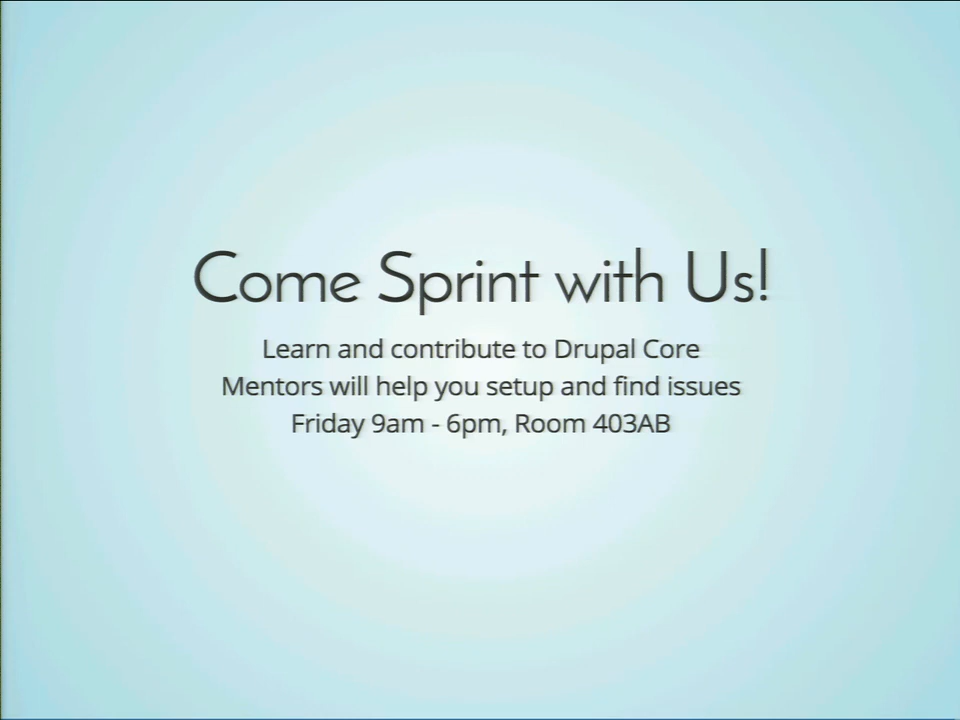 Come Sprint with Us!
Learn and contribute to Drupal Core
Mentors will help you setup and find issues
Friday 9am - 6pm, Room 403AB